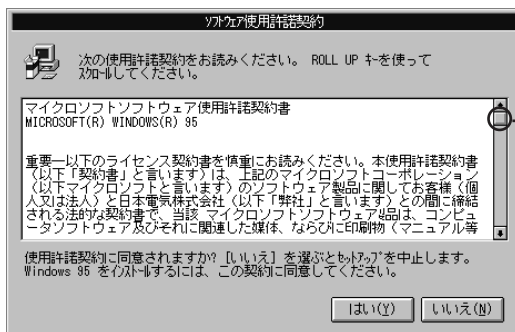 ｿﾌﾄｳｪｱ使用許諾契約
次の使用許諾契約をお読みください。 ROLL UP ｷｰを使って
ｽｸﾛｰﾙしてください。
マイクロソフトソフトウェア使用許諾契約書
MICROSOFT(R) WINDOWS(R) 95
重要―以下のライセンス契約書を慎重にお読みください。本使用許諾契約書
（以下「契約書」と言います）は、上記のマイクロソフトコーポレーション
（以下マイクロソフトと言います）のソフトウェア製品に関してお客様（個
人又は法人）と日本電気株式会社（以下「弊社」と言います）との間に締結
される法的な契約書で、当該 マイクロソフトソフトウェア製品は、コンピュ
ータソフトウェア及びそれに関連した媒体、ならびに印刷物（マニュアル等
使用許諾契約に同意されますか? [いいえ] を選ぶとｾｯﾄｱｯﾌﾟを中止します。
Windows 95 をｲﾝｽﾄｰﾙするには、この契約に同意してください。
はい(Y)
いいえ(N)